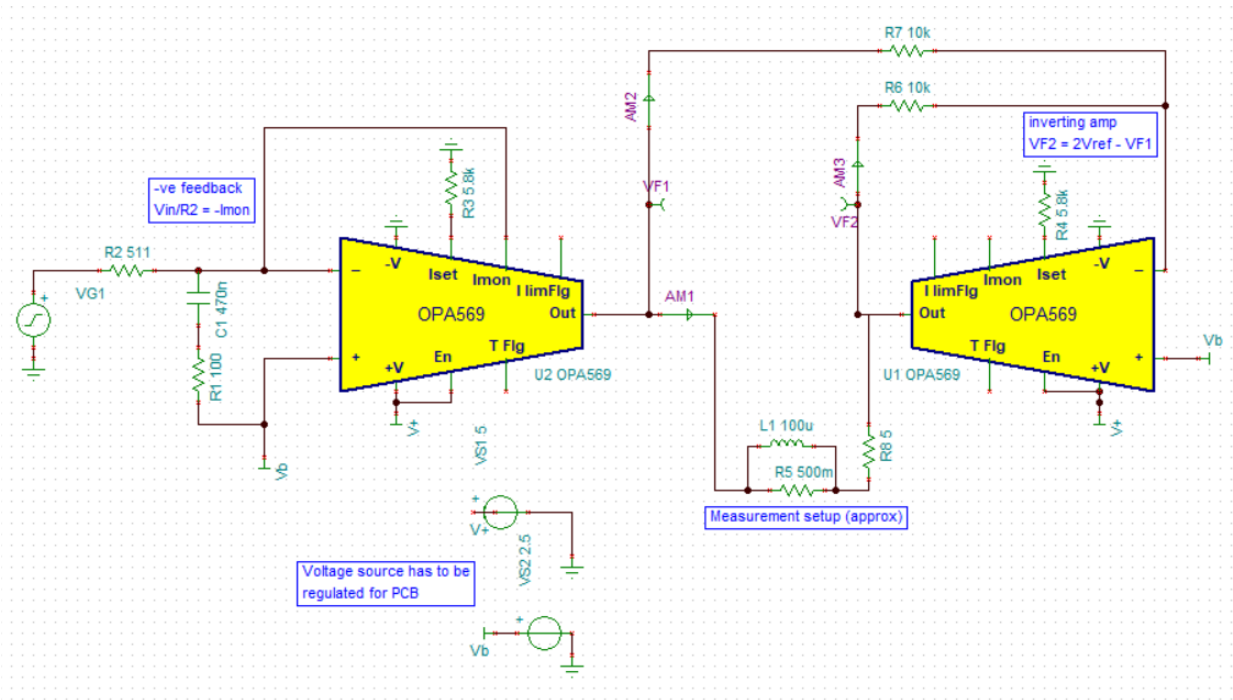 R7 10k
R6 10k
AM2
inverting amp
VF2 = 2Vref - VF1
-ve feedback
Vin/R2 = -Imon
R3 5.8k
VF1
AM3
VF2
R4 5.8k
R2 511
VG1
+
C1 470n
R1 100
−
-V
Iset
Imon
I limFlg
OPA569
Out
+
+V
En
T Flg
U2 OPA569
V+
AM1
I limFlg
Imon
Iset
-V
−
Out
OPA569
T Flg
En
+V
+
U1 OPA569
Vb
V+
Vb
VS1 5
L1 100u
R5 500m
R8 5
Measurement setup (approx)
+
V+
VS2 2.5
Voltage source has to be
regulated for PCB
+
Vb